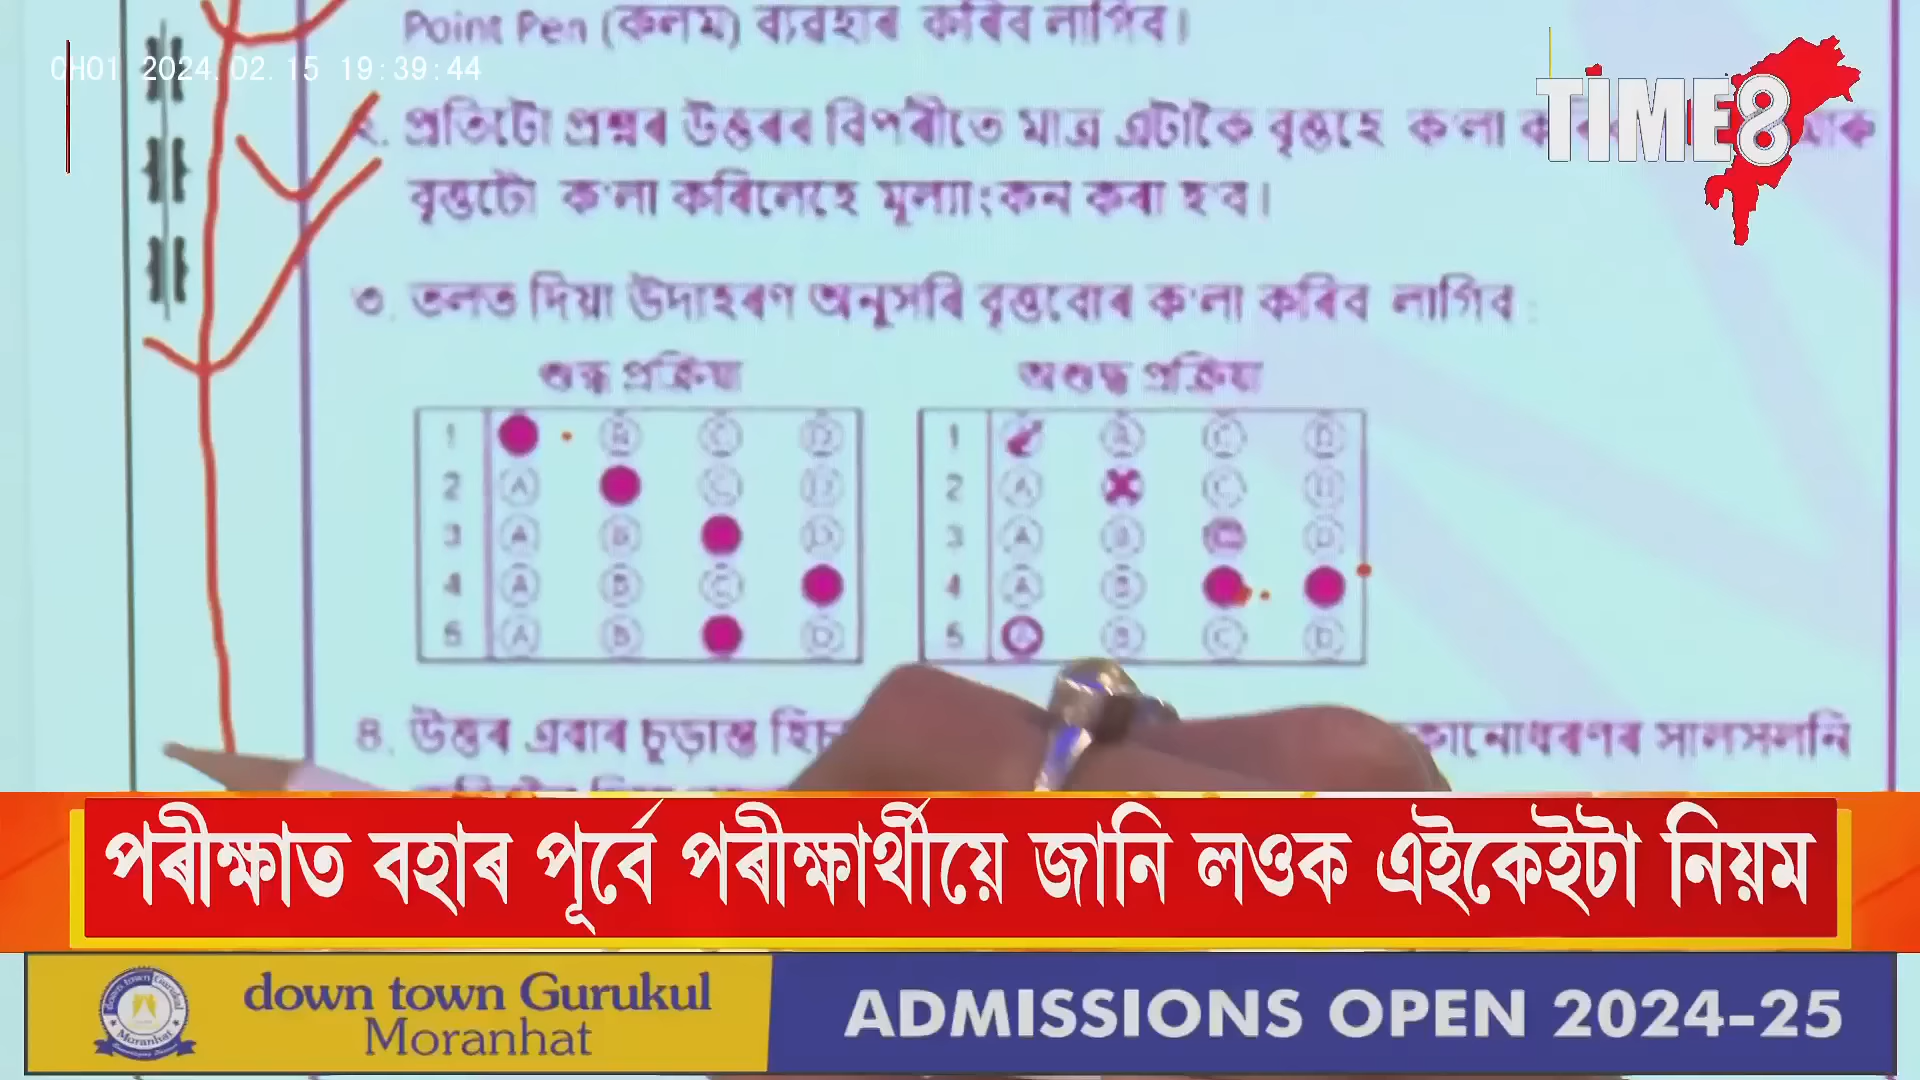 Point Pen (কলম) ব্যৱহাৰ কৰিব লাগিব।
CH01 2024.02.15 19:39:44
TIME8
২. প্ৰতিটো প্ৰশ্নৰ উত্তৰৰ বিপৰীতে মাত্ৰ এটাকৈ বৃত্তহে ক'লা আৰু
বৃত্তটো ক'লা কৰিলেহে মূল্যাংকন কৰা হ'ব।
৩. তলত দিয়া উদাহৰণ অনুসৰি বৃত্তবোৰ ক'লা কৰিব লাগিব :
শুদ্ধ প্ৰক্ৰিয়া অশুদ্ধ প্ৰক্ৰিয়া
1 B C D 1 B C D
2 A C D 2 A C D
3 A B D 3 A B C D
4 A B C 4 A B
5 A B D 5 A B C D
৪. উত্তৰ এবাৰ চূড়ান্ত সালসলনি
পৰীক্ষাত বহাৰ পূৰ্বে পৰীক্ষাৰ্থীয়ে জানি লওক এইকেইটা নিয়ম
down town Gurukul
Moranhat
ADMISSIONS OPEN 2024-25